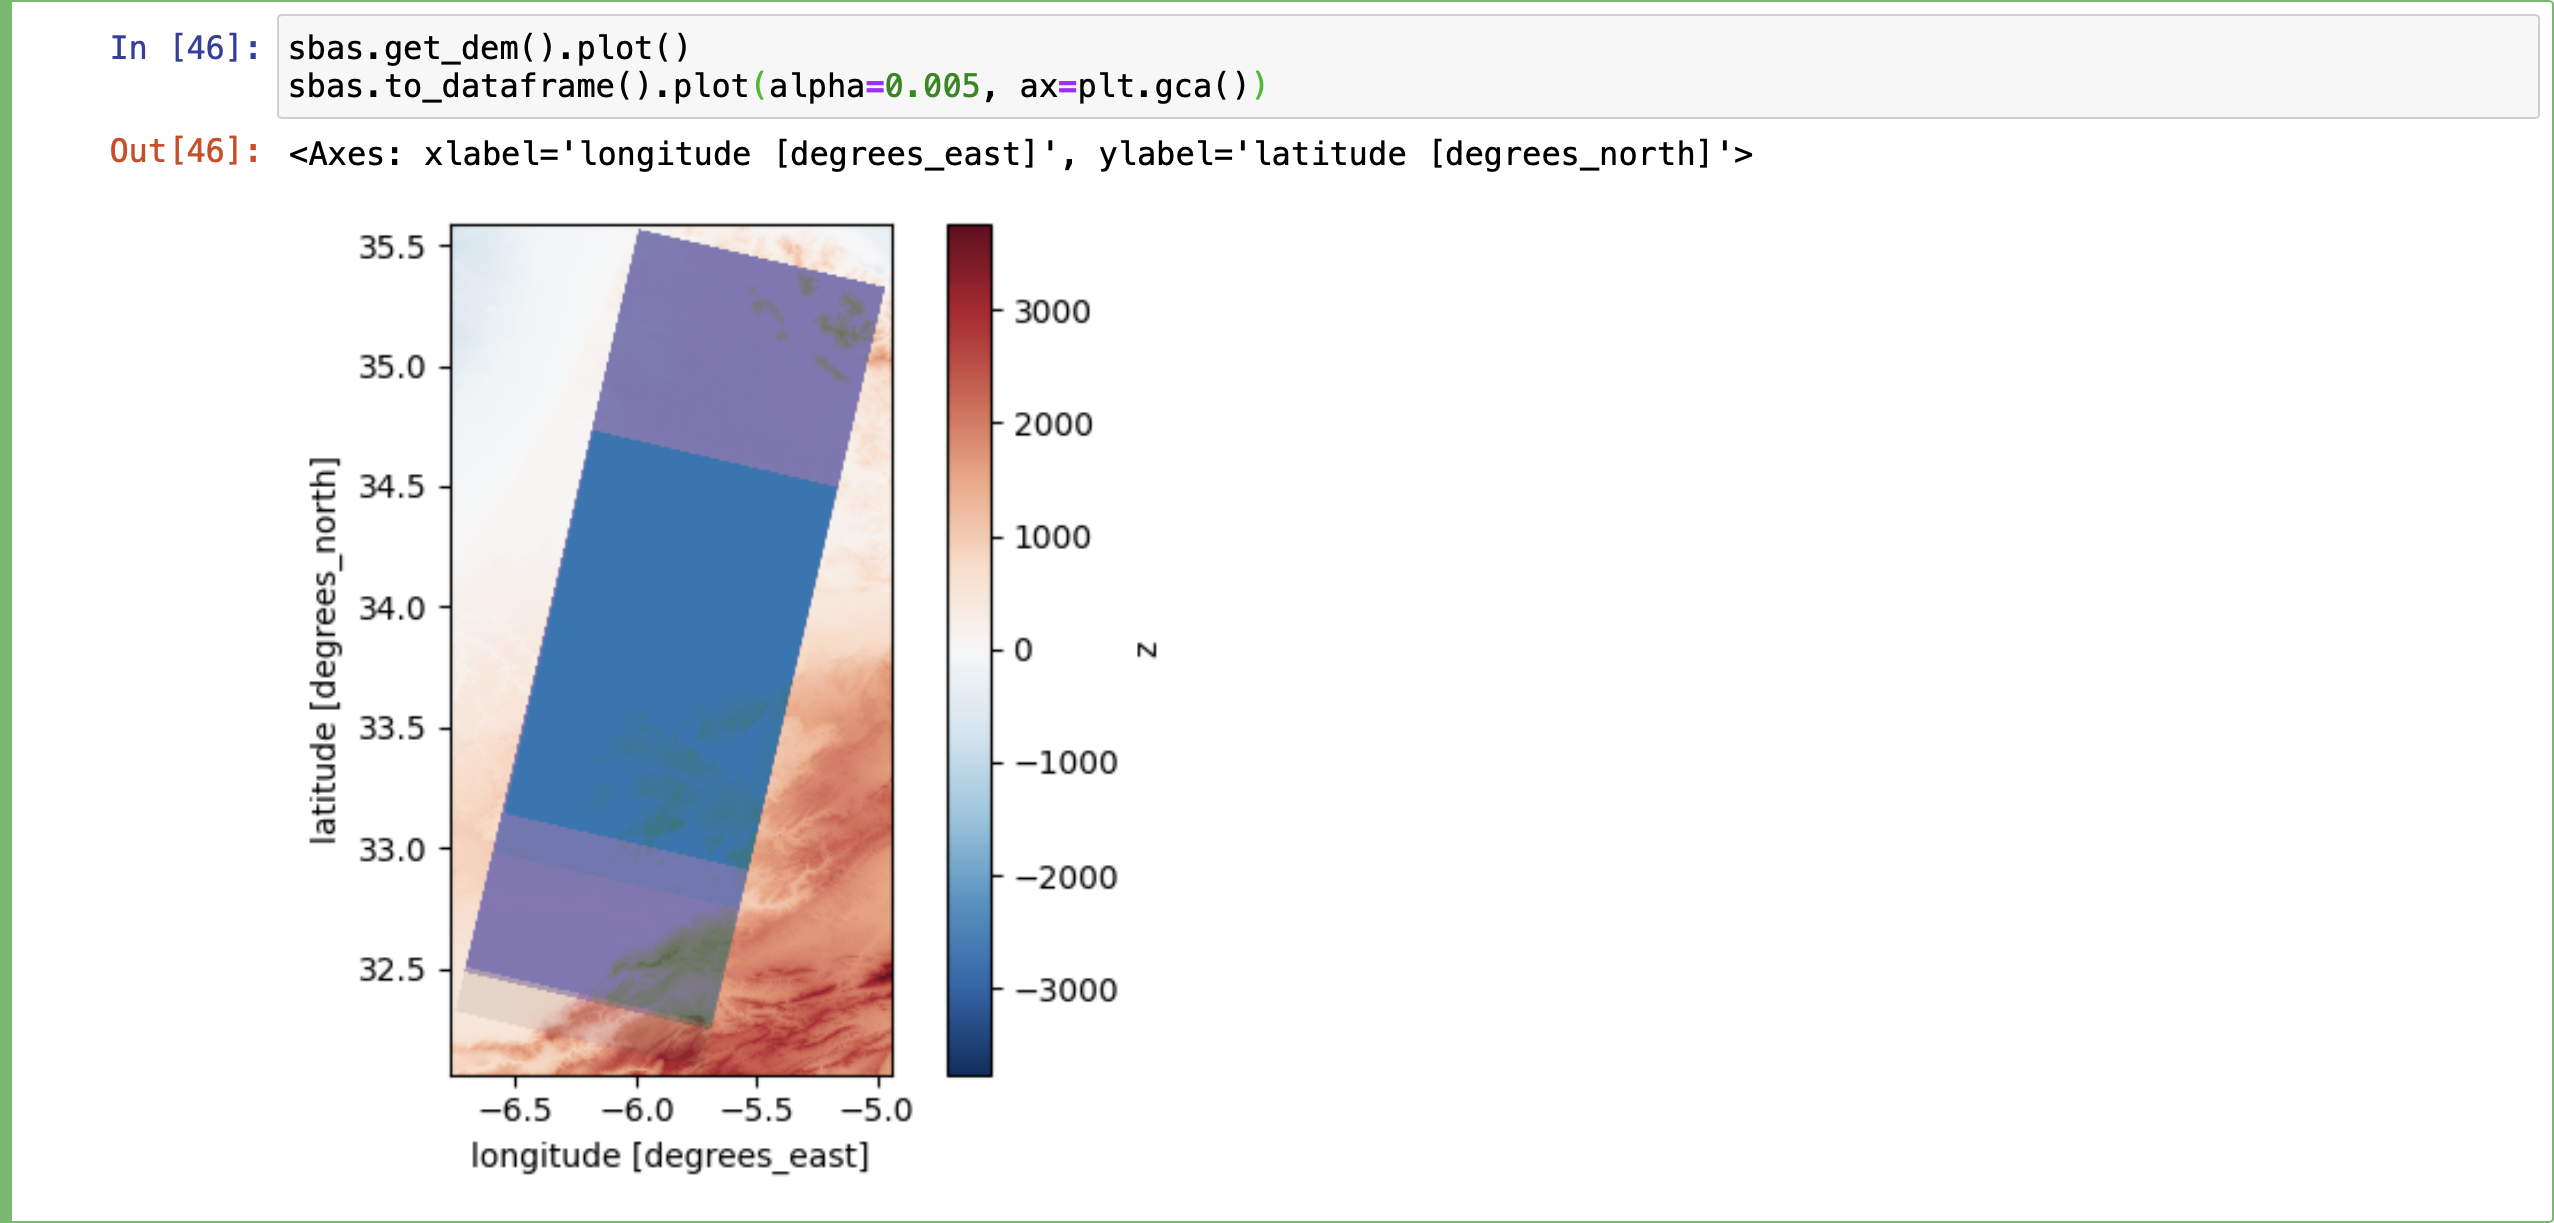 In [46]: sbas.get_dem().plot()
sbas.to_dataframe().plot(alpha=0.005, ax=plt.gca())
Out[46]: <Axes: xlabel='longitude [degrees_east]', ylabel='latitude [degrees_north]'>
latitude [degrees_north]
35.5
35.0
34.5
34.0
33.5
33.0
32.5
−6.5 −6.0 −5.5 −5.0
longitude [degrees_east]
3000
2000
1000
0
−1000
−2000
−3000
z